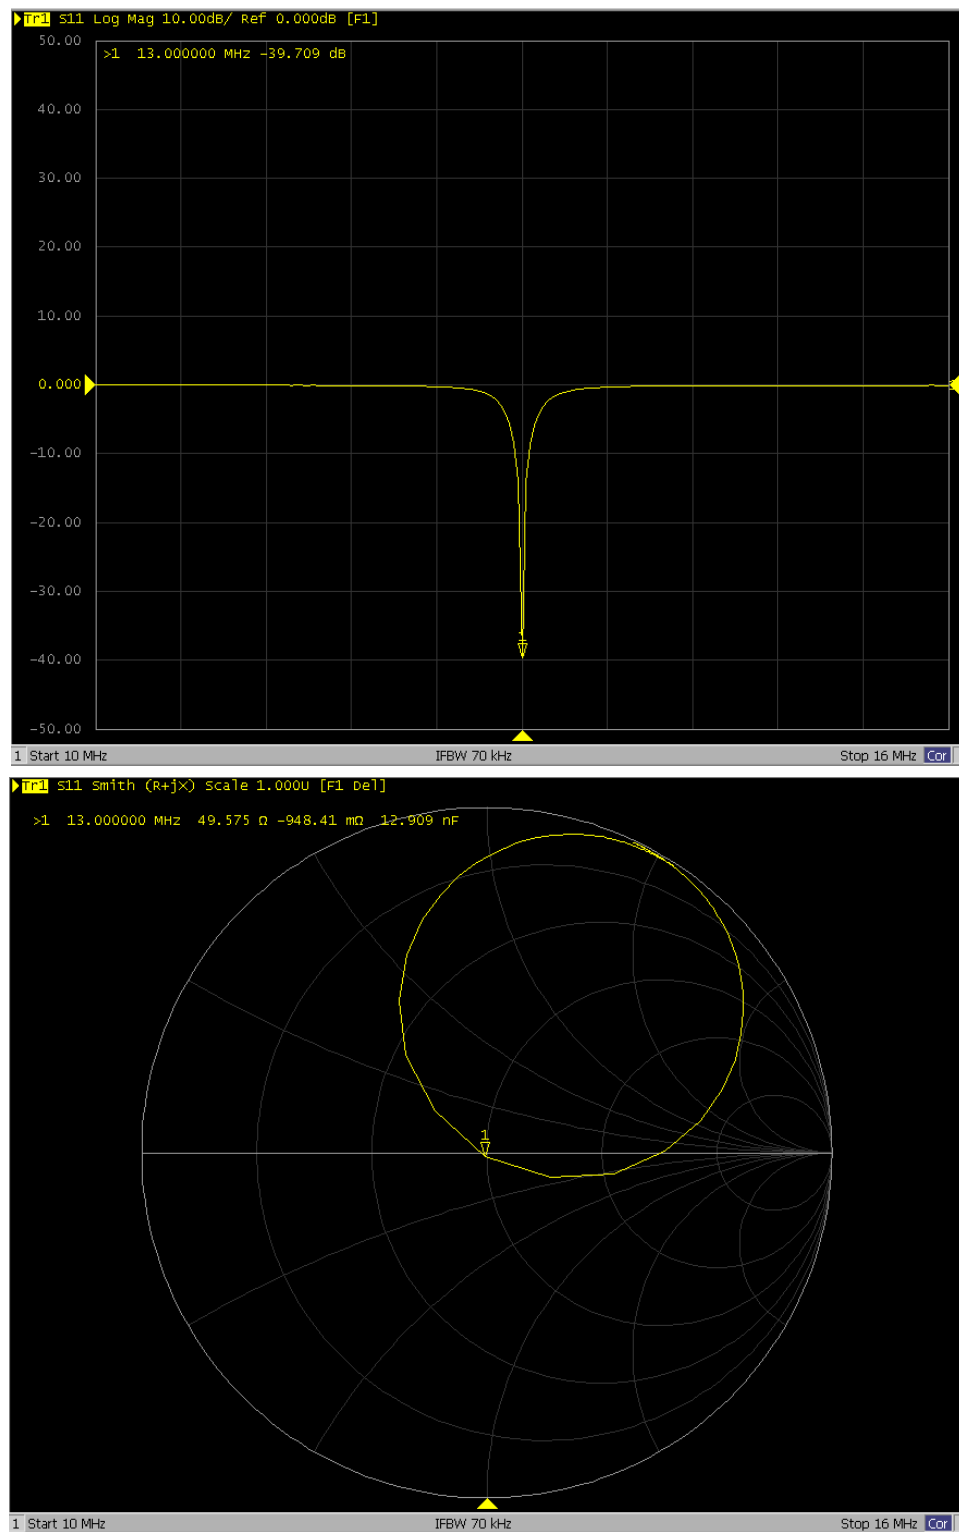 Tr1 S11 Log Mag 10.00dB/ Ref 0.000dB [F1]
50.00
>1 13.000000 MHz -39.709 dB
40.00
30.00
20.00
10.00
0.000
-10.00
-20.00
-30.00
1
-40.00
-50.00
1 Start 10 MHz IFBW 70 kHz Stop 16 MHz Cor
Tr1 S11 Smith (R+jX) Scale 1.000U [F1 Del]
>1 13.000000 MHz 49.575 Ω -948.41 mΩ 12.909 nF
1
1 Start 10 MHz IFBW 70 kHz Stop 16 MHz Cor